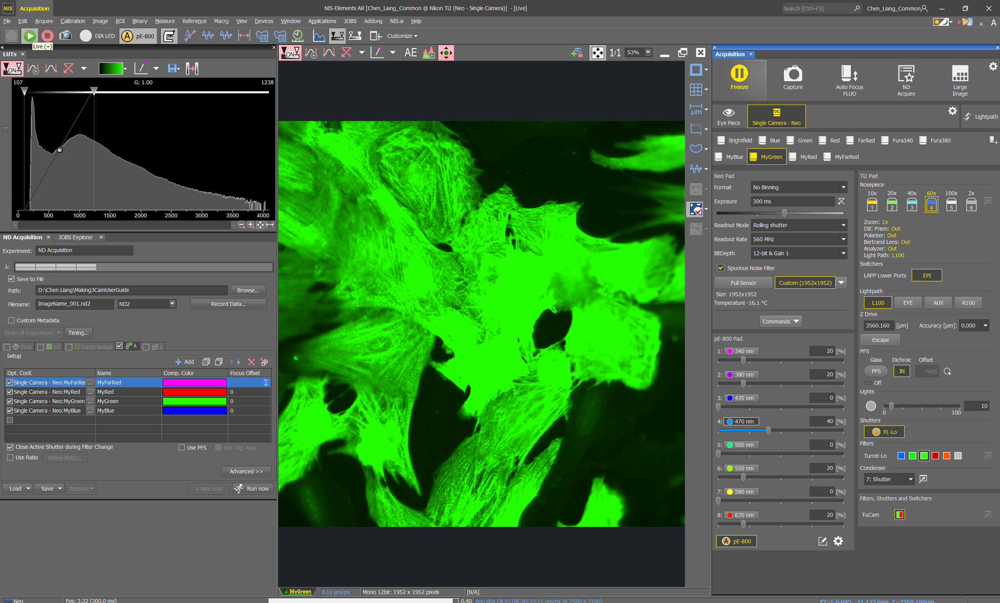 NIS Acquisition NIS-Elements AR [Chen_Liang_Common @ Nikon Ti2 (Neo - Single Camera)] - [Live] Search [Ctrl+F3] Chen_Liang_Common
File Edit Acquire Calibration Image ROI Binary Measure Reference Macro View Devices Window Applications JOBS Addons NIS.ai Help A A
DIA LED A pE-800 Customize
Live (+)
LUTs
ON
107 G: 1.00 1238
0 500 1000 1500 2000 2500 3000 3500 4000
ND Acquisition JOBS Explorer
Experiment: ND Acquisition
λ:
Save to File
Path: D:\Chen Liang\Making3CamUserGuide Browse...
Filename: ImageName_001.nd2 ND2 Record Data...
Custom Metadata
Order of Experiment Timing...
Time XY Large Image λ Z
Setup
Add
Opt. Conf. Name Comp. Color Focus Offset
Single Camera - Neo:MyFarRed ... MyFarRed
Single Camera - Neo:MyRed ... MyRed 0
Single Camera - Neo:MyGreen ... MyGreen 0
Single Camera - Neo:MyBlue ... MyBlue 0
Close Active Shutter during Filter Change Use PFS Use Trig. Acq.
Use Ratio Define Ratio...
Advanced >>
Load Save Remove 1 time loop Run now
ON AE 1:1 53%
µm
MyGreen 0.11 µm/px Mono 12bit: 1952 x 1952 pixels [N/A]
Acquisition
Freeze Capture Auto Focus FLUO ND Acquire Large Image
Eye Piece OC Single Camera - Neo Lightpath
Brightfield Blue Green Red FarRed Fura340 Fura380
MyBlue MyGreen MyRed MyFarRed
Neo Pad
Format No Binning
Exposure 300 ms
Readout Mode Rolling shutter
Readout Rate 560 MHz
BitDepth 12-bit & Gain 1
Spurious Noise Filter
Full Sensor Custom (1952x1952)
Size: 1952x1952
Temperature -16.1 °C
Commands
pE-800 Pad
1: 340 nm 20 [%]
2: 380 nm 20 [%]
3: 435 nm 0 [%]
4: 470 nm 40 [%]
5: 500 nm 0 [%]
6: 550 nm 20 [%]
7: 580 nm 0 [%]
8: 635 nm 20 [%]
A pE-800
Ti2 Pad
Nosepiece
10x 20x 40x 60x 100x 2x
1 2 3 4 5 6
Zoom: 1x
DIC Prism: Out
Polarizer: Out
Bertrand Lens: Out
Analyzer: Out
Light Path: L100
Switchers
LAPP Lower Ports EPI
Lightpath
L100 EYE AUX R100
Z Drive
3560.160 [µm] Accuracy [µm]: 0.000
Escape
PFS
Glass Dichroic Offset
PFS IN 7695
Off
Lights
10
0 100
Shutters
FL-Lo
Filters
Turret-Lo
Condenser
7: Shutter
Filters, Shutters and Switchers
TuCam
Neo Fps: 3.22 [300.0 ms] 0.40 Apo 60x Oil λS DIC N2 (0.11 µm/px @ 2560 x 2160) XY=[-6.045, -21.125]mm, Z=3560.160µm